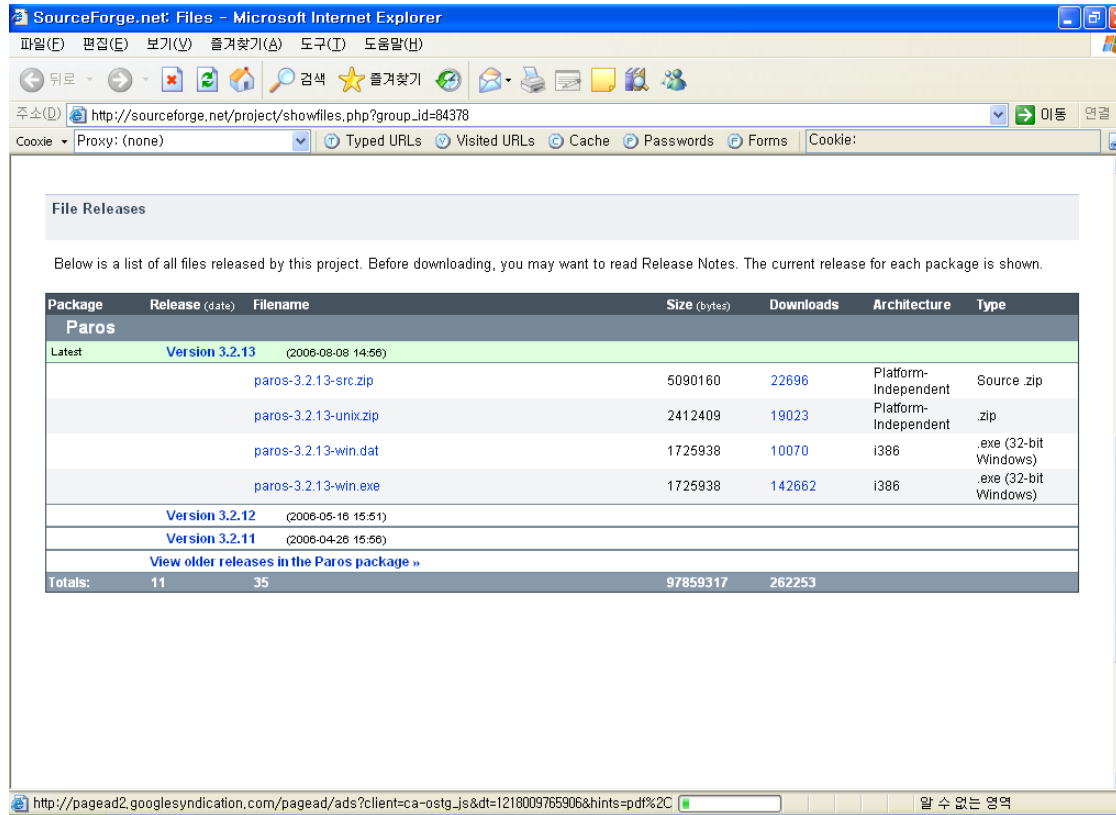 SourceForge.net: Files - Microsoft Internet Explorer
파일(F) 편집(E) 보기(V) 즐겨찾기(A) 도구(T) 도움말(H)
뒤로 검색 즐겨찾기
주소(D) http://sourceforge.net/project/showfiles.php?group_id=84378 이동 연결
Cooxie Proxy: (none) T Typed URLs V Visited URLs C Cache P Passwords F Forms Cookie:
File Releases
Below is a list of all files released by this project. Before downloading, you may want to read Release Notes. The current release for each package is shown.
Package Release (date) Filename Size (bytes) Downloads Architecture Type
Paros
Latest Version 3.2.13 (2006-08-08 14:56)
paros-3.2.13-src.zip 5090160 22696 Platform-Independent Source .zip
paros-3.2.13-unix.zip 2412409 19023 Platform-Independent .zip
paros-3.2.13-win.dat 1725938 10070 i386 .exe (32-bit Windows)
paros-3.2.13-win.exe 1725938 142662 i386 .exe (32-bit Windows)
Version 3.2.12 (2006-05-16 15:51)
Version 3.2.11 (2006-04-26 15:56)
View older releases in the Paros package »
Totals: 11 35 97859317 262253
http://pagead2.googlesyndication.com/pagead/ads?client=ca-ostg_js&dt=1218009765906&hints=pdf%2C 알 수 없는 영역